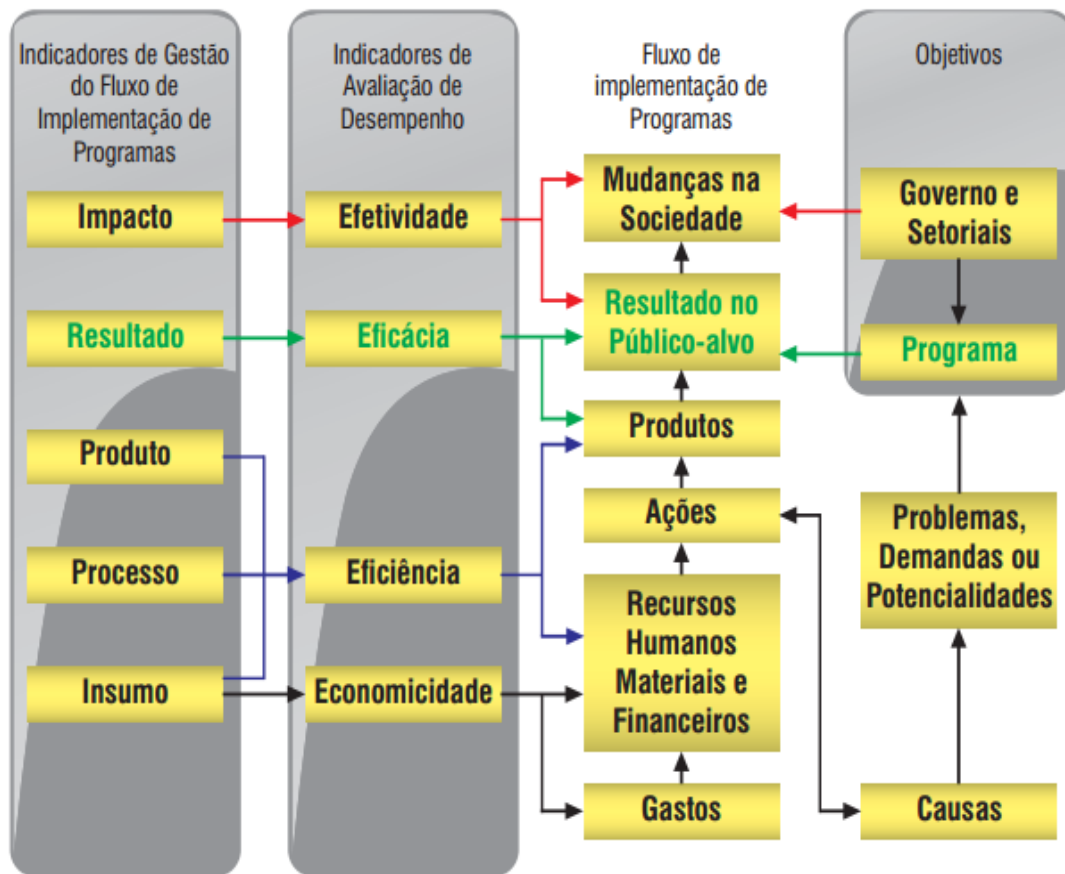 Indicadores de Gestão
do Fluxo de
Implementação de
Programas
Impacto
Resultado
Produto
Processo
Insumo
Indicadores de
Avaliação de
Desempenho
Efetividade
Eficácia
Eficiência
Economicidade
Fluxo de
implementação de
Programas
Mudanças na
Sociedade
Resultado no
Público-alvo
Produtos
Ações
Recursos
Humanos
Materiais e
Financeiros
Gastos
Objetivos
Governo e
Setoriais
Programa
Problemas,
Demandas ou
Potencialidades
Causas